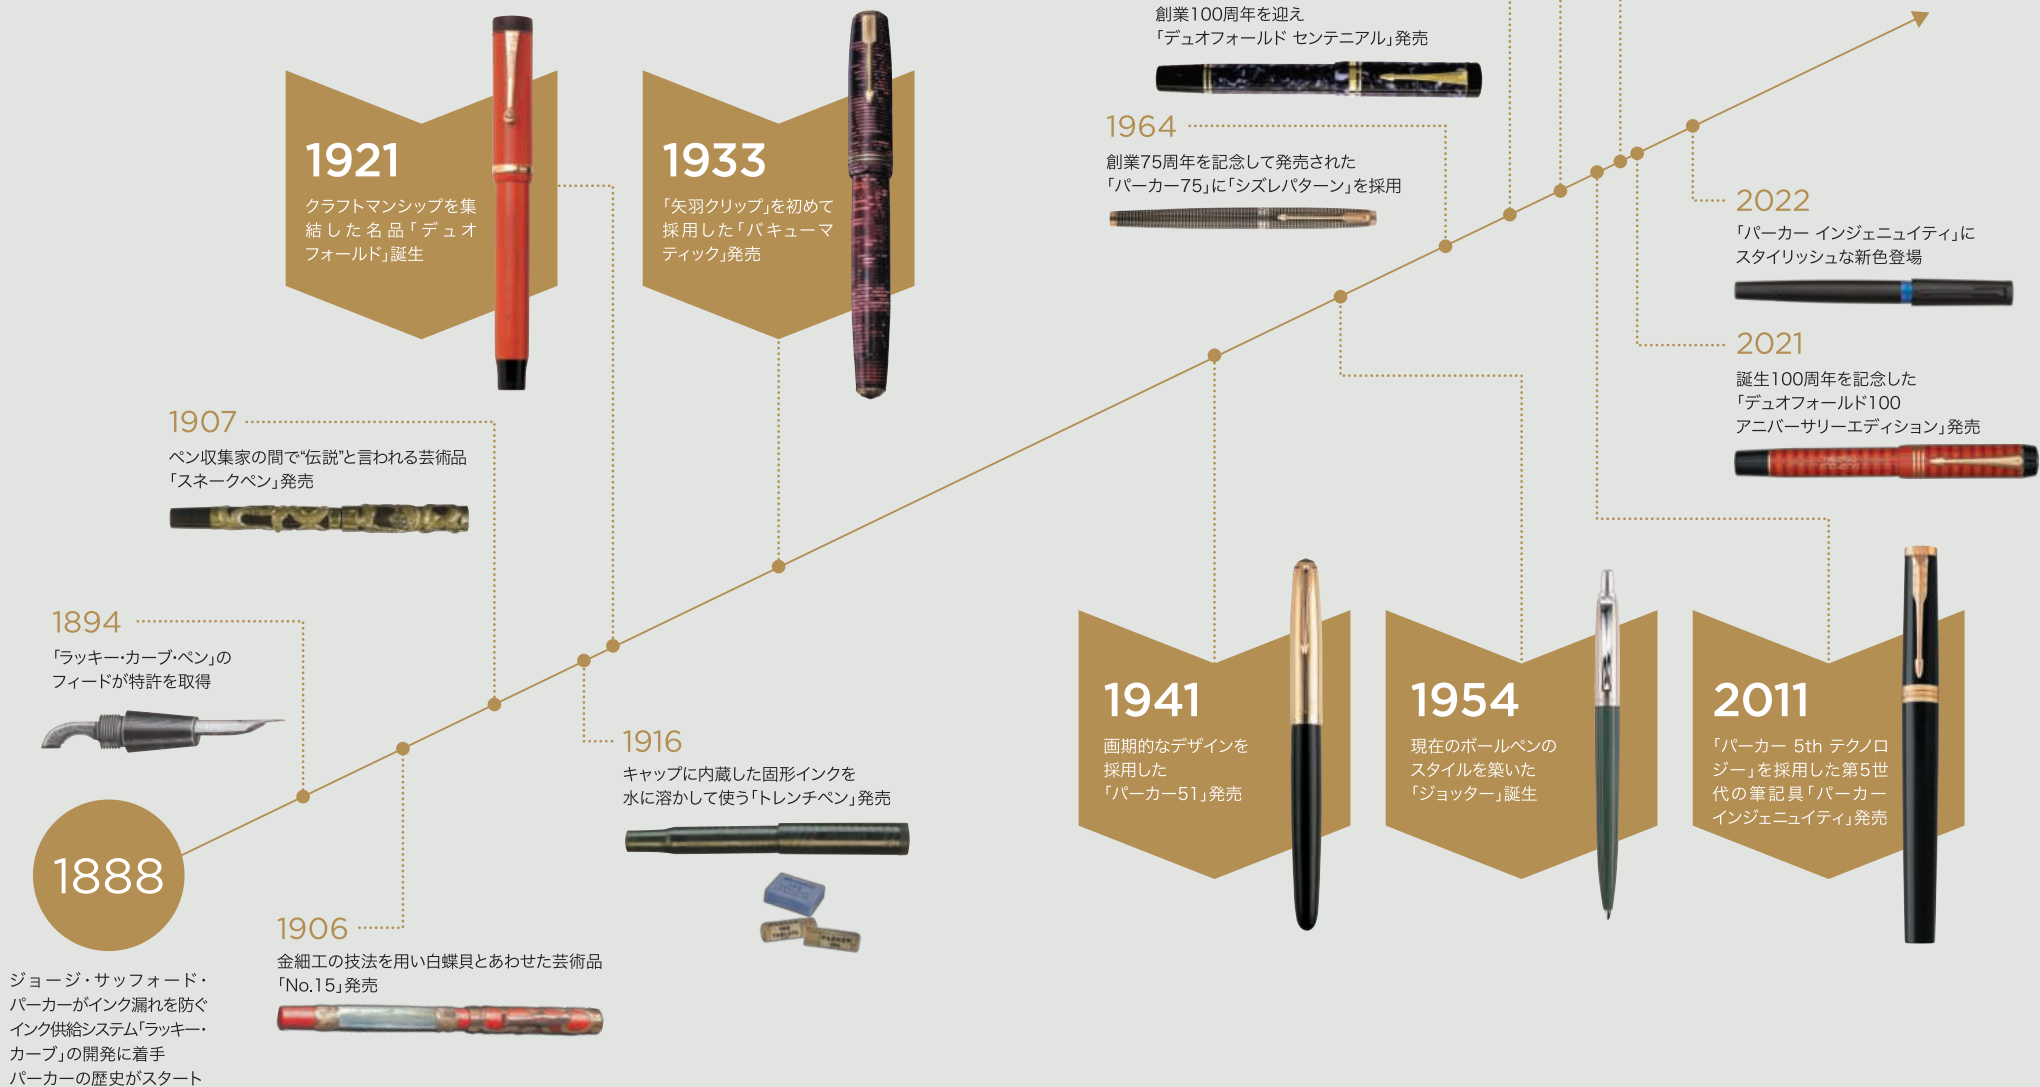 1888
ジョージ・サッフォード・
パーカーがインク漏れを防ぐ
インク供給システム「ラッキー・
カーブ」の開発に着手
パーカーの歴史がスタート
1894
「ラッキー・カーブ・ペン」の
フィードが特許を取得
1906
金細工の技法を用い白蝶貝とあわせた芸術品
「No.15」発売
1907
ペン収集家の間で“伝説”と言われる芸術品
「スネークペン」発売
1916
キャップに内蔵した固形インクを
水に溶かして使う「トレンチペン」発売
1921
クラフトマンシップを集
結した名品「デュオ
フォールド」誕生
1933
「矢羽クリップ」を初めて
採用した「バキューマ
ティック」発売
1941
画期的なデザインを
採用した
「パーカー51」発売
1954
現在のボールペンの
スタイルを築いた
「ジョッター」誕生
1964
創業75周年を記念して発売された
「パーカー75」に「シズレパターン」を採用
創業100周年を迎え
「デュオフォールド センテニアル」発売
2011
「パーカー 5th テクノロ
ジー」を採用した第5世
代の筆記具「パーカー
インジェニュイティ」発売
2021
誕生100周年を記念した
「デュオフォールド100
アニバーサリーエディション」発売
2022
「パーカー インジェニュイティ」に
スタイリッシュな新色登場